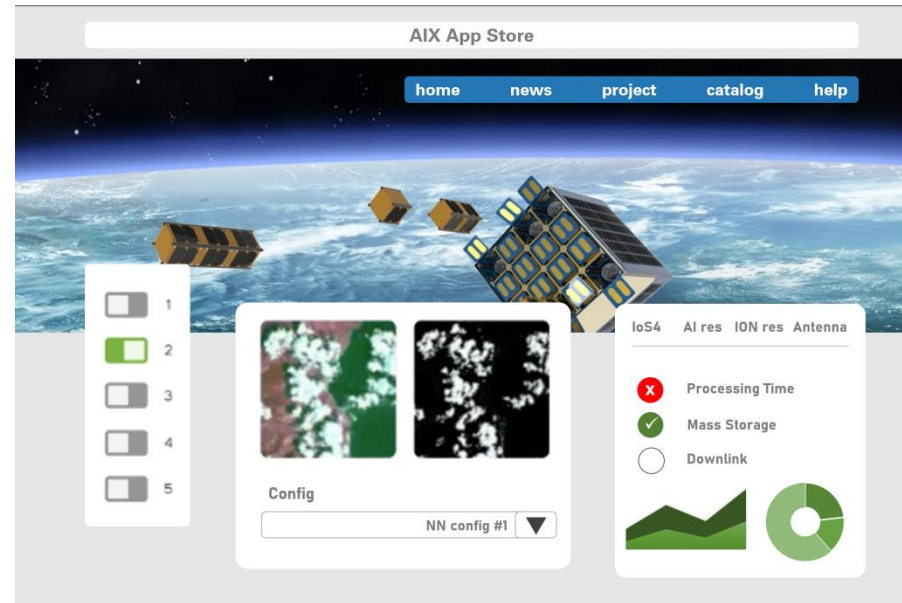 AIX App Store
home news project catalog help
1
2
3
4
5
Config
NN config #1
IoS4 AI res ION res Antenna
X Processing Time
Mass Storage
Downlink